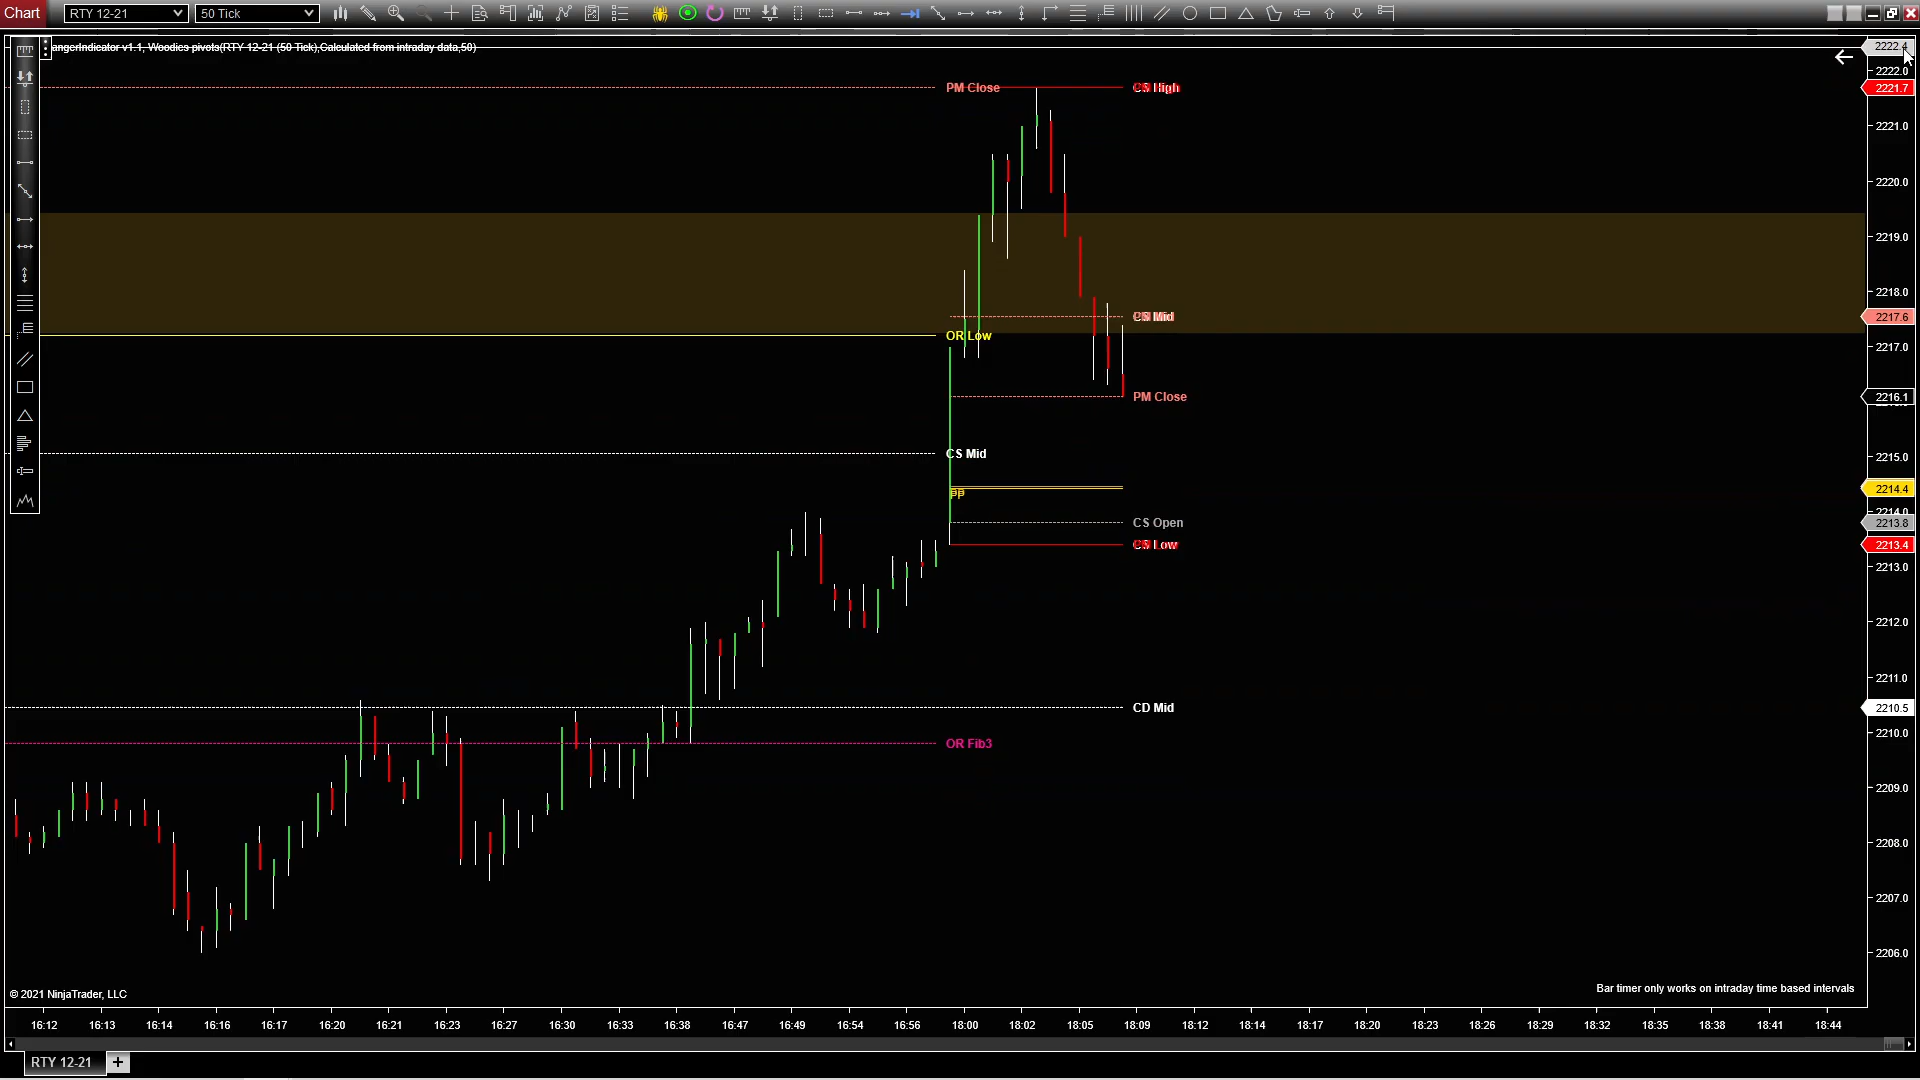 Chart
RTY 12-21
50 Tick
angerIndicator v1.1, Woodies pivots(RTY 12-21 (50 Tick),Calculated from intraday data,50)
2222.4
2222.0
PM Close
High
2221.7
2221.0
2220.0
2219.0
2218.0
Mid
2217.6
OR Low
2217.0
PM Close
2216.1
CS Mid
2215.0
PP
2214.4
2214.0
CS Open
2213.8
Low
2213.4
2213.0
2212.0
2211.0
CD Mid
2210.5
2210.0
OR Fib3
2209.0
2208.0
2207.0
2206.0
© 2021 NinjaTrader, LLC
Bar timer only works on intraday time based intervals
16:12 16:13 16:14 16:16 16:17 16:20 16:21 16:23 16:27 16:30 16:33 16:38 16:47 16:49 16:54 16:56 18:00 18:02 18:05 18:09 18:12 18:14 18:17 18:20 18:23 18:26 18:29 18:32 18:35 18:38 18:41 18:44
RTY 12-21